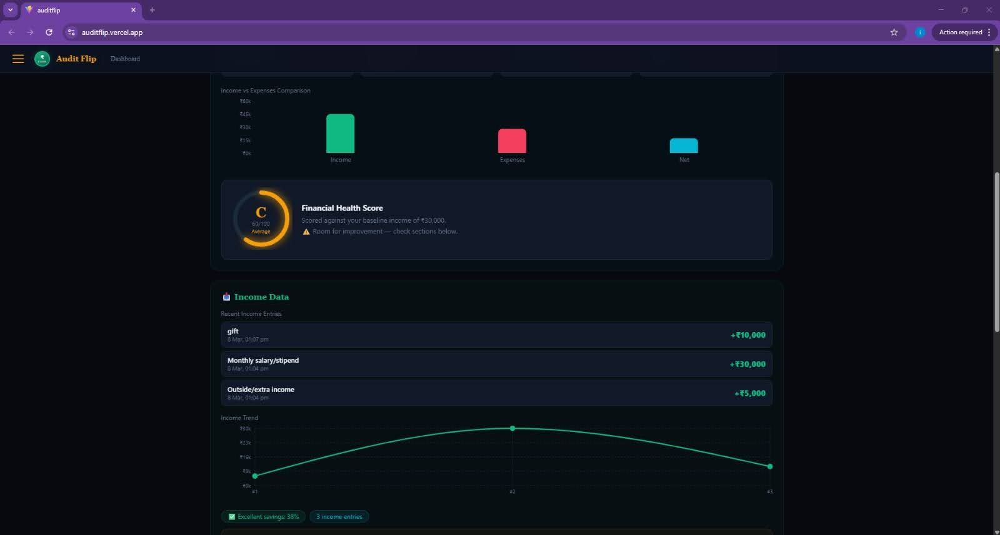 auditflip
auditflip.vercel.app
Action required
Audit Flip
Dashboard
Income vs Expenses Comparison
₹60k
₹45k
₹30k
₹15k
₹0k
Income
Expenses
Net
C
60/100
Average
Financial Health Score
Scored against your baseline income of ₹30,000.
⚠️ Room for improvement — check sections below.
Income Data
Recent Income Entries
gift
8 Mar, 01:07 pm
+₹10,000
Monthly salary/stipend
8 Mar, 01:04 pm
+₹30,000
Outside/extra income
8 Mar, 01:04 pm
+₹5,000
Income Trend
₹30k
₹23k
₹15k
₹8k
₹0k
#1
#2
#3
✅ Excellent savings: 38%
3 income entries